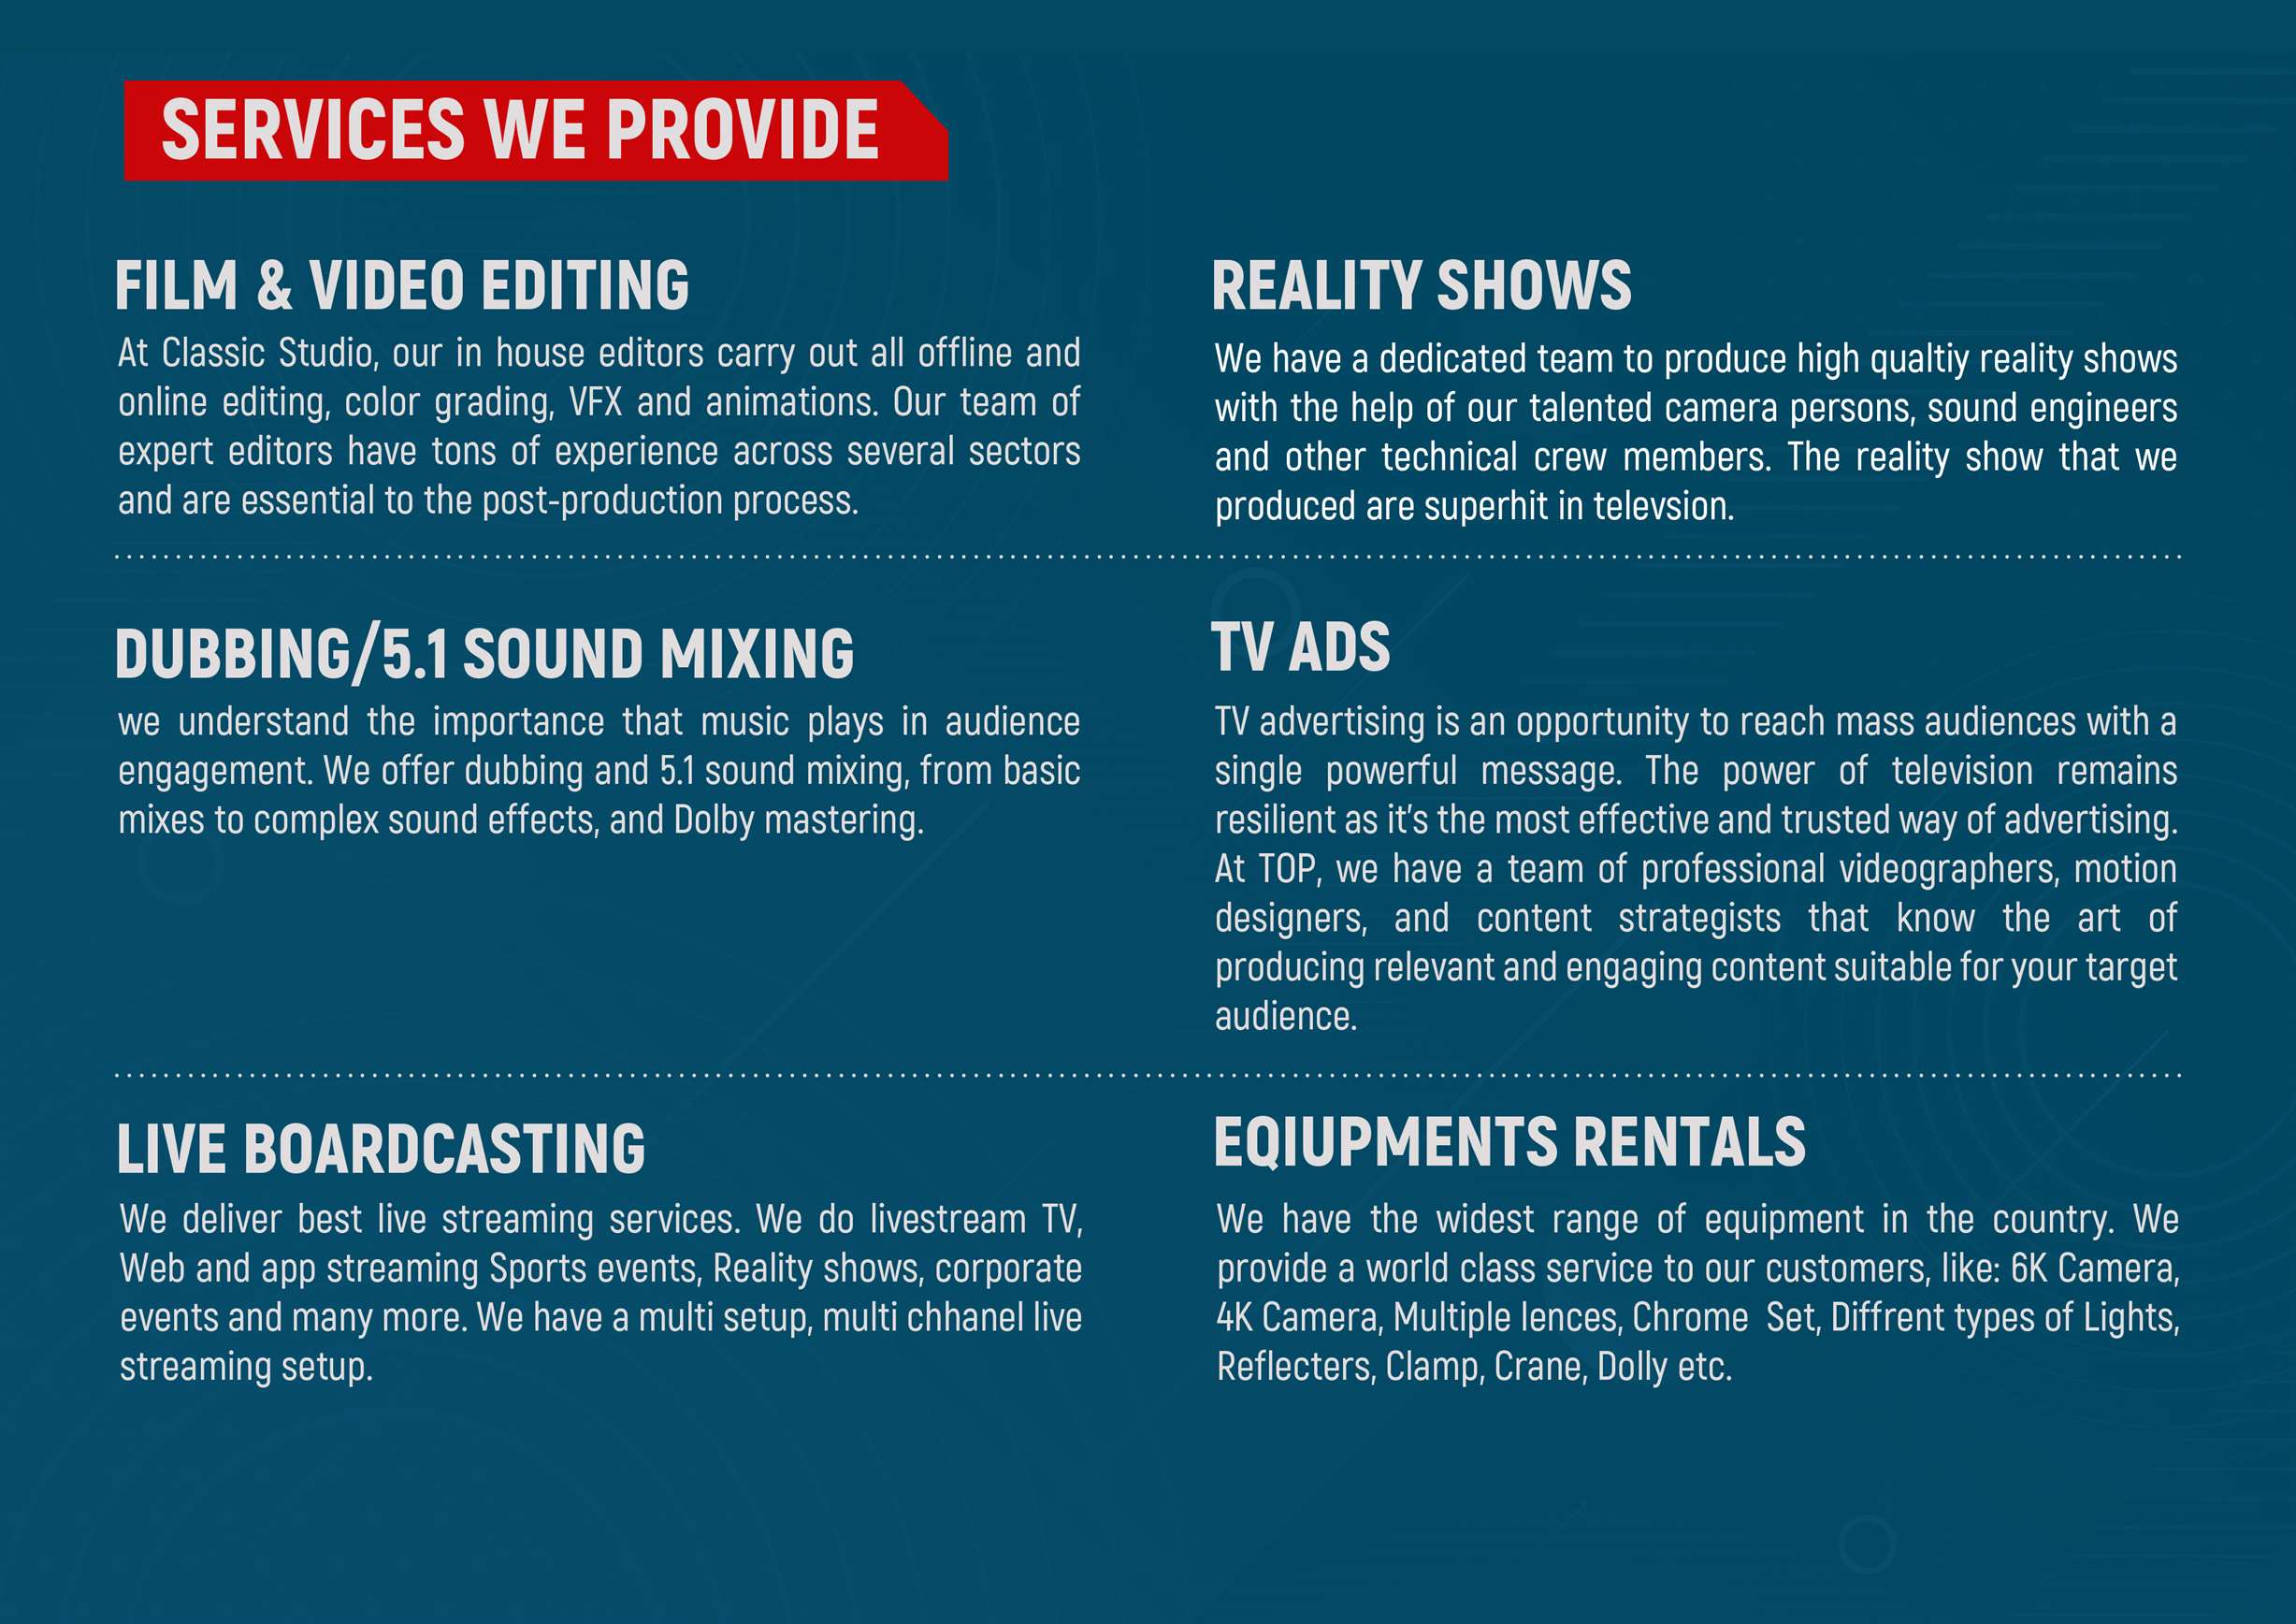 SERVICES WE PROVIDE
FILM & VIDEO EDITING
At Classic Studio, our in house editors carry out all offline and
online editing, color grading, VFX and animations. Our team of
expert editors have tons of experience across several sectors
and are essential to the post-production process.
REALITY SHOWS
We have a dedicated team to produce high qualtiy reality shows
with the help of our talented camera persons, sound engineers
and other technical crew members. The reality show that we
produced are superhit in televsion.
DUBBING/5.1 SOUND MIXING
we understand the importance that music plays in audience
engagement. We offer dubbing and 5.1 sound mixing, from basic
mixes to complex sound effects, and Dolby mastering.
TV ADS
TV advertising is an opportunity to reach mass audiences with a
single powerful message. The power of television remains
resilient as it's the most effective and trusted way of advertising.
At TOP, we have a team of professional videographers, motion
designers, and content strategists that know the art of
producing relevant and engaging content suitable for your target
audience.
LIVE BOARDCASTING
We deliver best live streaming services. We do livestream TV,
Web and app streaming Sports events, Reality shows, corporate
events and many more. We have a multi setup, multi chhanel live
streaming setup.
EQIUPMENTS RENTALS
We have the widest range of equipment in the country. We
provide a world class service to our customers, like: 6K Camera,
4K Camera, Multiple lences, Chrome Set, Diffrent types of Lights,
Reflecters, Clamp, Crane, Dolly etc.